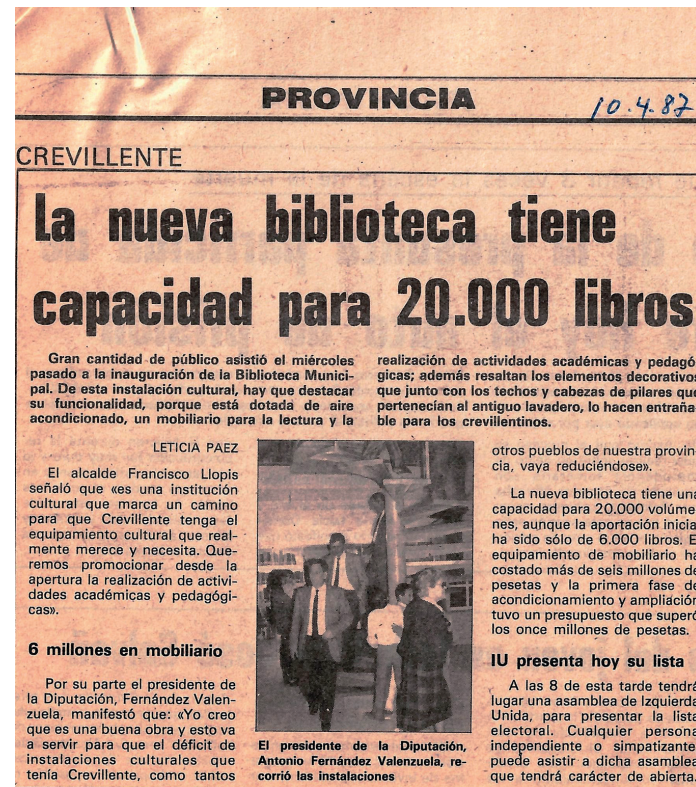 PROVINCIA
10.4.87
CREVILLENTE
La nueva biblioteca tiene
capacidad para 20.000 libros
Gran cantidad de público asistió el miércoles
pasado a la inauguración de la Biblioteca Munici-
pal. De esta instalación cultural, hay que destacar
su funcionalidad, porque está dotada de aire
acondicionado, un mobiliario para la lectura y la
realización de actividades académicas y pedagó
gicas; además resaltan los elementos decorativos
que junto con los techos y cabezas de pilares que
pertenecían al antiguo lavadero, lo hacen entraña
ble para los crevillentinos.
LETICIA PAEZ
El alcalde Francisco Llopis
señaló que «es una institución
cultural que marca un camino
para que Crevillente tenga el
equipamiento cultural que real-
mente merece y necesita. Que-
remos promocionar desde la
apertura la realización de activi-
dades académicas y pedagógi-
cas».
6 millones en mobiliario
Por su parte el presidente de
la Diputación, Fernández Valen-
zuela, manifestó que: «Yo creo
que es una buena obra y esto va
a servir para que el déficit de
instalaciones culturales que
tenía Crevillente, como tantos
El presidente de la Diputación,
Antonio Fernández Valenzuela, re-
corrió las instalaciones
otros pueblos de nuestra provin-
cia, vaya reduciéndose».
La nueva biblioteca tiene una
capacidad para 20.000 volúme
nes, aunque la aportación inicia
ha sido sólo de 6.000 libros. E
equipamiento de mobiliario ha
costado más de seis millones de
pesetas y la primera fase de
acondicionamiento y ampliación
tuvo un presupuesto que superó
los once millones de pesetas.
IU presenta hoy su lista
A las 8 de esta tarde tendrá
lugar una asamblea de Izquierda
Unida, para presentar la lista
electoral. Cualquier persona
independiente o simpatizante
puede asistir a dicha asamblea
que tendrá carácter de abierta.